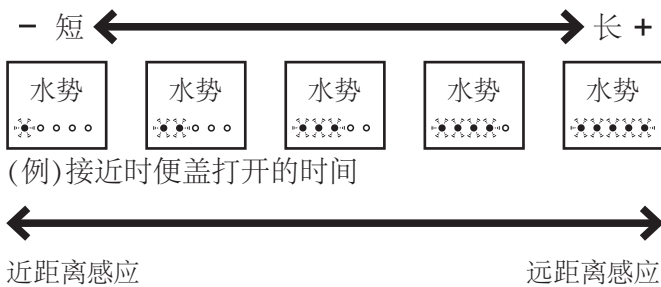 - 短 长 +
水势 水势 水势 水势 水势
(例)接近时便盖打开的时间
近距离感应 远距离感应